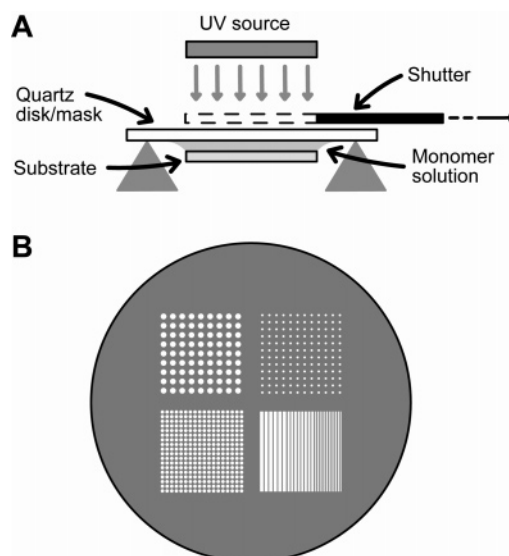 A
UV source
Quartz
disk/mask
Shutter
Substrate
Monomer
solution
B